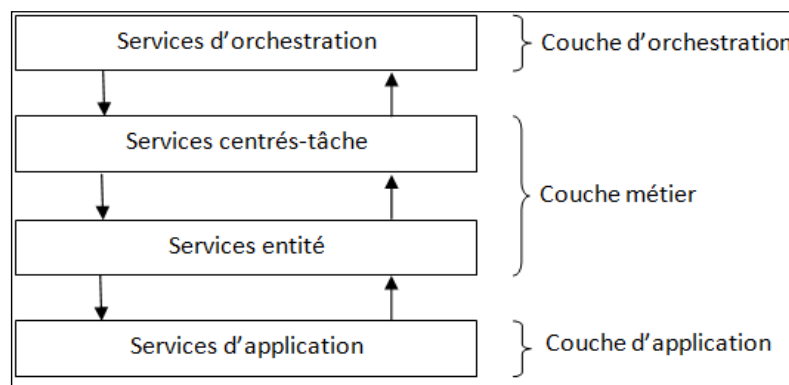 Services d’orchestration
Couche d’orchestration
Services centrés-tâche
Couche métier
Services entité
Services d’application
Couche d’application